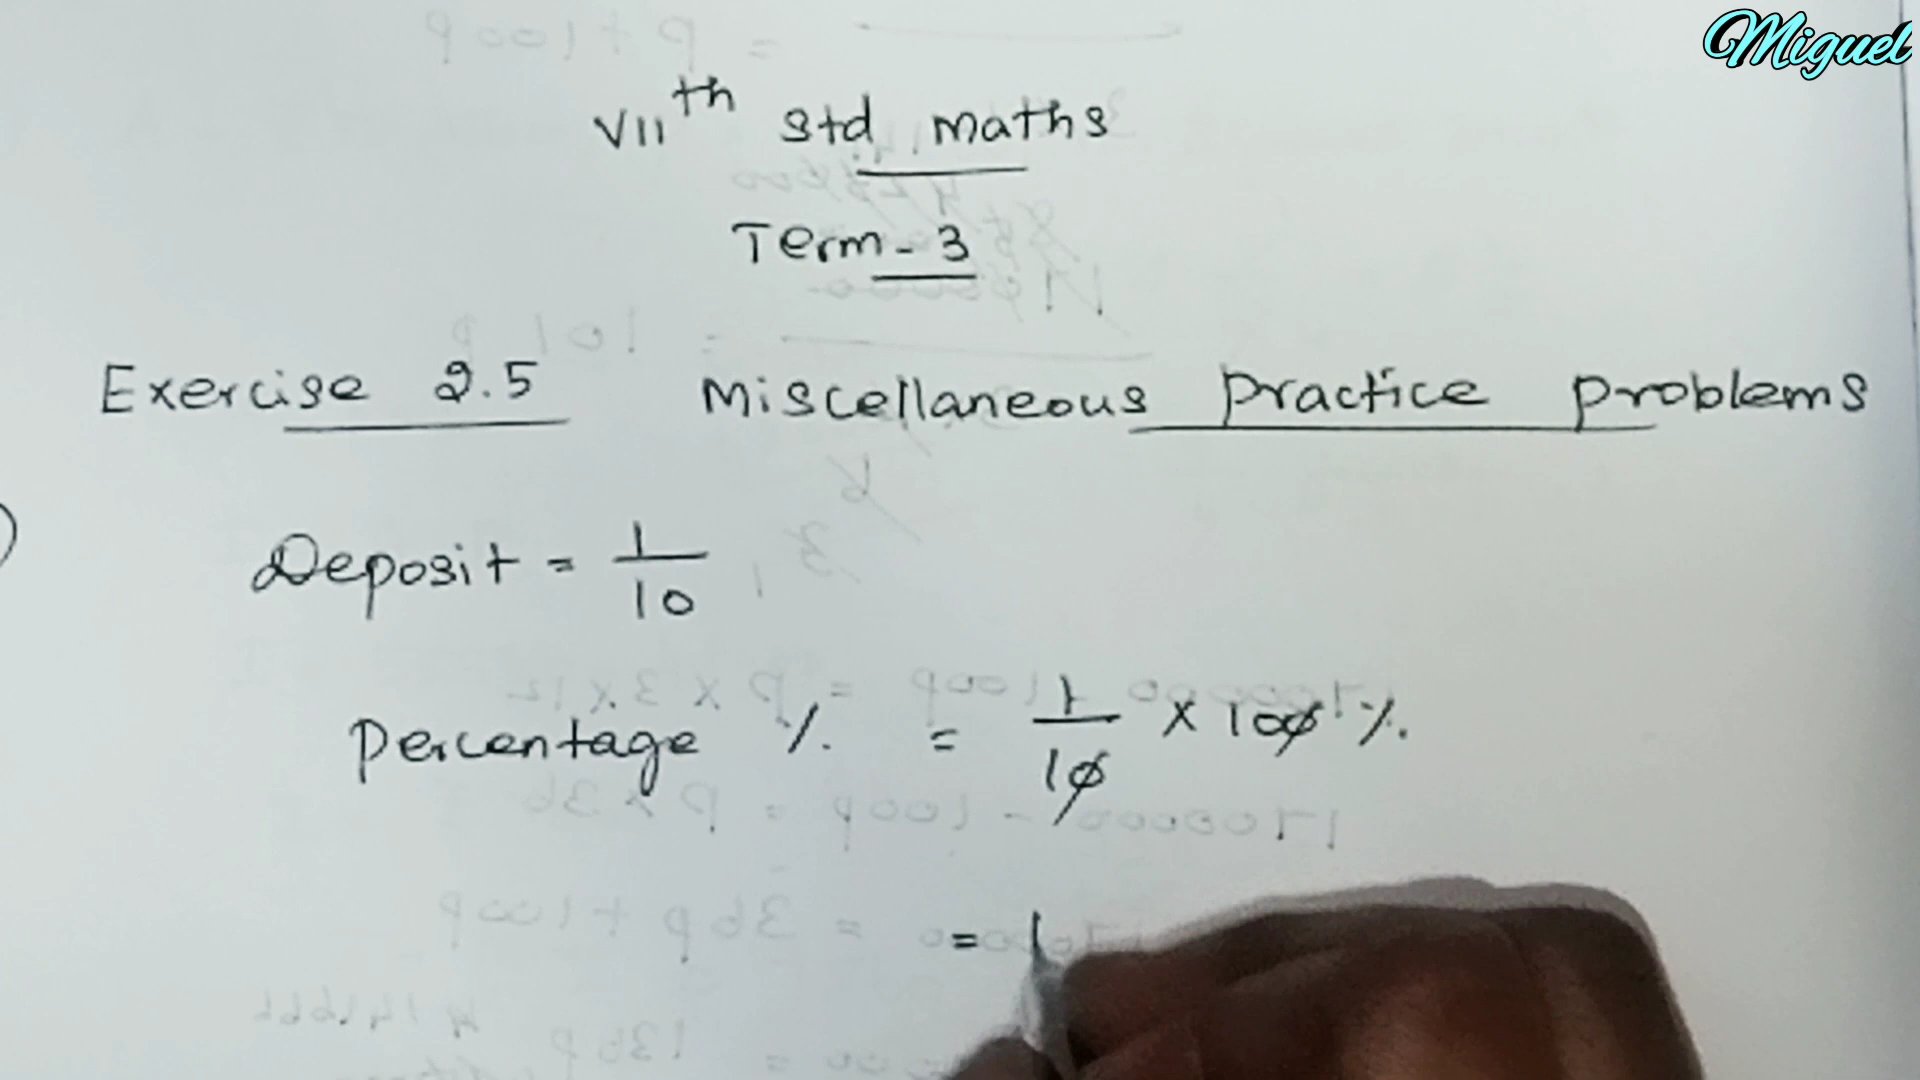 Miguel
VIIth std maths
Term - 3
Exercise 2.5 Miscellaneous practice problems
Deposit = 1/10
Percentage % = 1/10 × 100 %
= 1